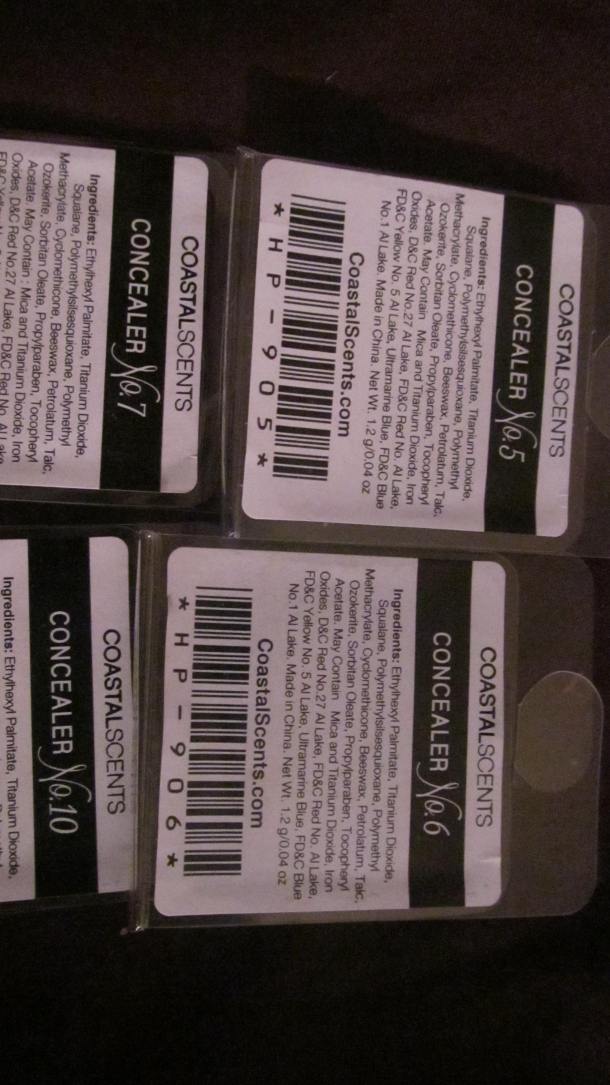 COASTALSCENTS
CONCEALER No.7
Ingredients: Ethylhexyl Palmitate, Titanium Dioxide,
Squalane, Polymethylsilsesquioxane, Polymethyl
Methacrylate, Cyclomethicone, Beeswax, Petrolatum, Talc,
Ozokerite, Sorbitan Oleate, Propylparaben, Tocopheryl
Acetate. May Contain : Mica and Titanium Dioxide, Iron
Oxides, D&C Red No.27 Al Lake, FD&C Red No. Al Lake
COASTALSCENTS
CONCEALER No.5
Ingredients: Ethylhexyl Palmitate, Titanium Dioxide,
Squalane, Polymethylsilsesquioxane, Polymethyl
Methacrylate, Cyclomethicone, Beeswax, Petrolatum, Talc,
Ozokerite, Sorbitan Oleate, Propylparaben, Tocopheryl
Acetate. May Contain : Mica and Titanium Dioxide, Iron
Oxides, D&C Red No.27 Al Lake, FD&C Red No. Al Lake,
FD&C Yellow No. 5 Al Lake, Ultramarine Blue, FD&C Blue
No.1 Al Lake. Made in China. Net Wt. 1.2 g/0.04 oz
CoastalScents.com
* H P - 9 0 5 *
COASTALSCENTS
CONCEALER No.10
Ingredients: Ethylhexyl Palmitate, Titanium Dioxide,
COASTALSCENTS
CONCEALER No.6
Ingredients: Ethylhexyl Palmitate, Titanium Dioxide,
Squalane, Polymethylsilsesquioxane, Polymethyl
Methacrylate, Cyclomethicone, Beeswax, Petrolatum, Talc,
Ozokerite, Sorbitan Oleate, Propylparaben, Tocopheryl
Acetate. May Contain : Mica and Titanium Dioxide, Iron
Oxides, D&C Red No.27 Al Lake, FD&C Red No. Al Lake,
FD&C Yellow No. 5 Al Lake, Ultramarine Blue, FD&C Blue
No.1 Al Lake. Made in China. Net Wt. 1.2 g/0.04 oz
CoastalScents.com
* H P - 9 0 6 *